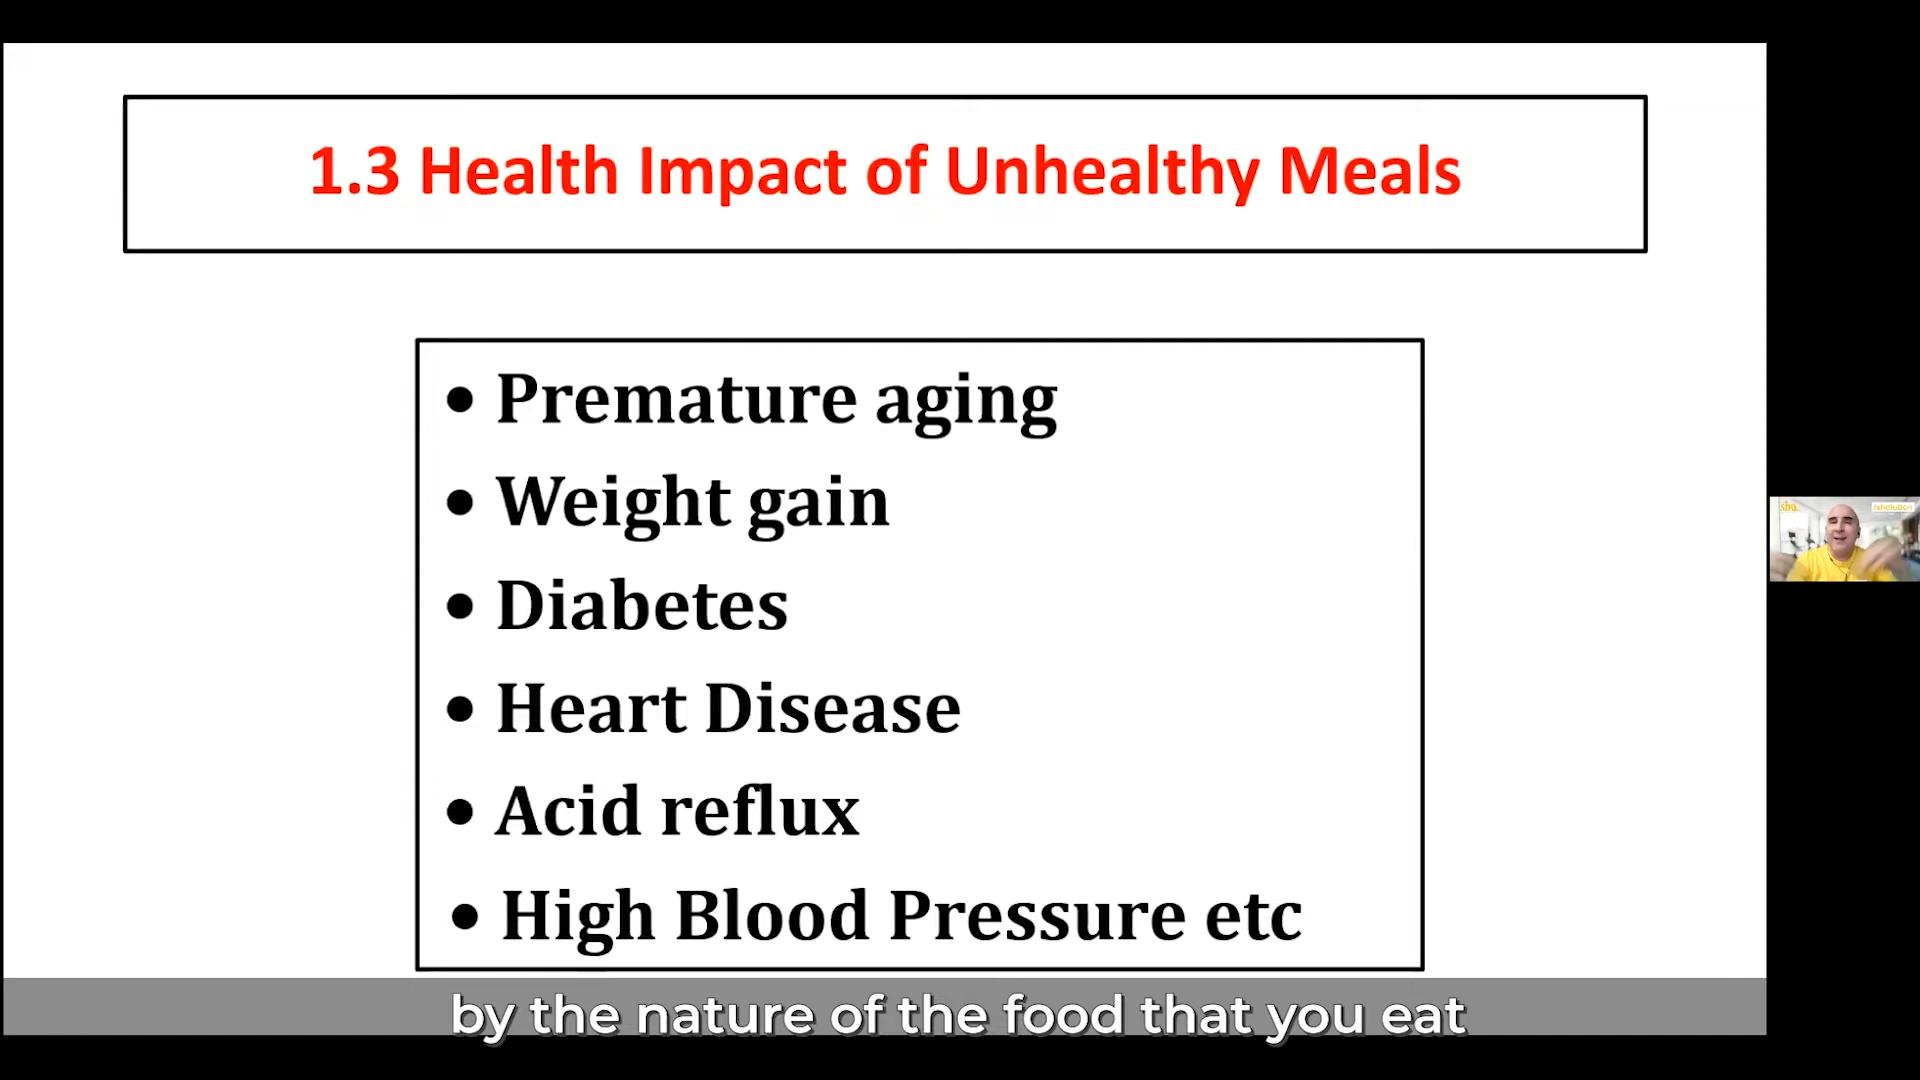 1.3 Health Impact of Unhealthy Meals
• Premature aging
• Weight gain
• Diabetes
• Heart Disease
• Acid reflux
• High Blood Pressure etc
by the nature of the food that you eat